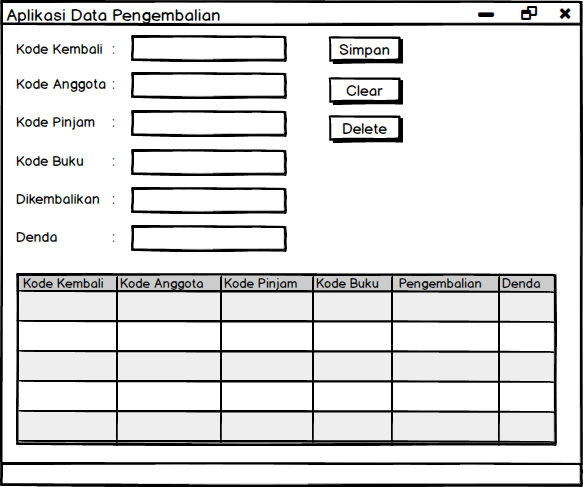 Aplikasi Data Pengembalian
Kode Kembali : Simpan
Kode Anggota : Clear
Kode Pinjam : Delete
Kode Buku :
Dikembalikan :
Denda :
Kode Kembali Kode Anggota Kode Pinjam Kode Buku Pengembalian Denda